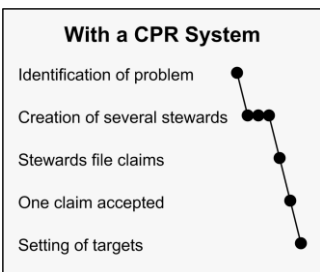 With a CPR System
Identification of problem
Creation of several stewards
Stewards file claims
One claim accepted
Setting of targets